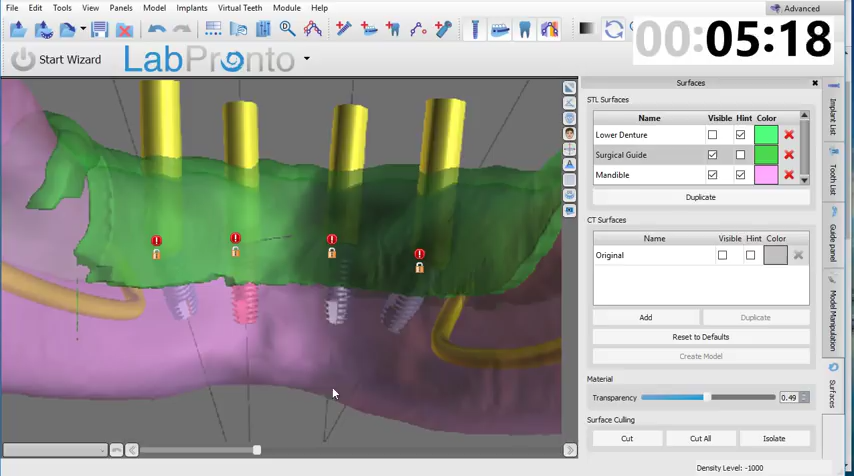 File Edit Tools View Panels Model Implants Virtual Teeth Module Help
Advanced
00:05:18
Start Wizard
LabPronto
Surfaces
STL Surfaces
Name Visible Hint Color
Lower Denture
Surgical Guide
Mandible
Duplicate
CT Surfaces
Name Visible Hint Color
Original
Add Duplicate
Reset to Defaults
Create Model
Material
Transparency 0.49
Surface Culling
Cut Cut All Isolate
Density Level: -1000
Implant List
Tooth List
Guide panel
Model Manipulation
Surfaces